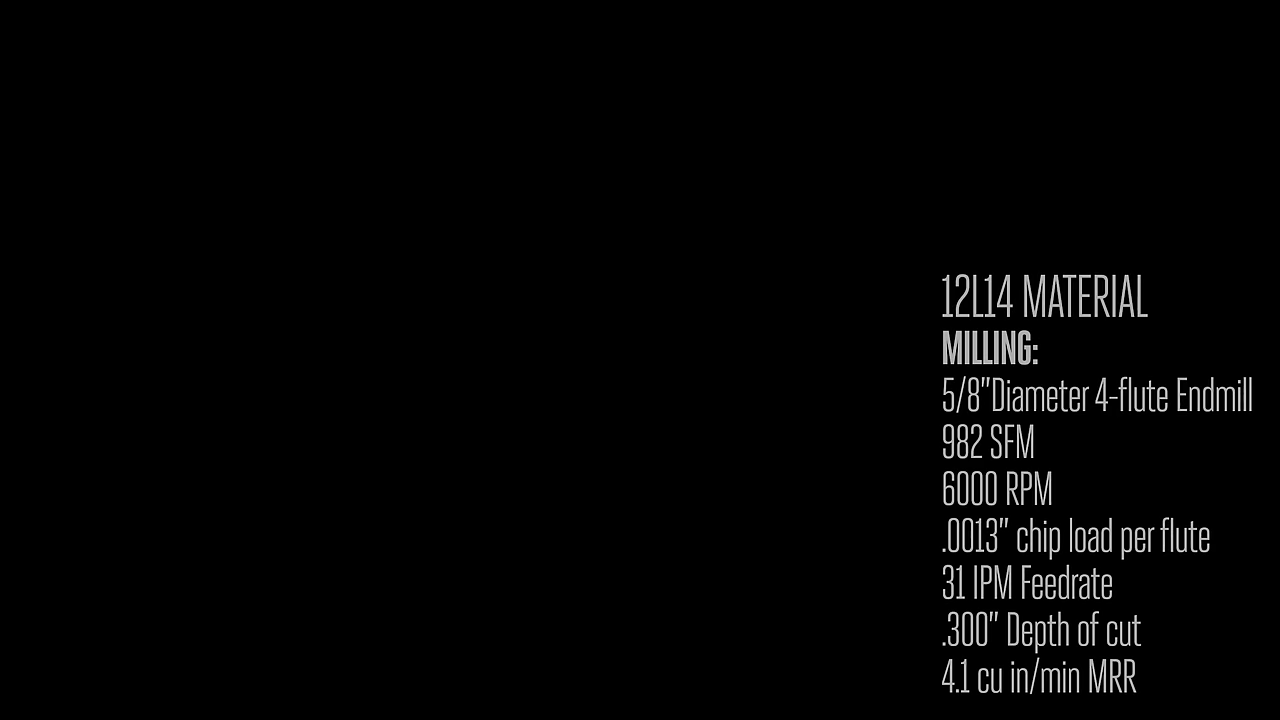 12L14 MATERIAL
MILLING:
5/8"Diameter 4-flute Endmill
982 SFM
6000 RPM
.0013" chip load per flute
31 IPM Feedrate
.300" Depth of cut
4.1 cu in/min MRR